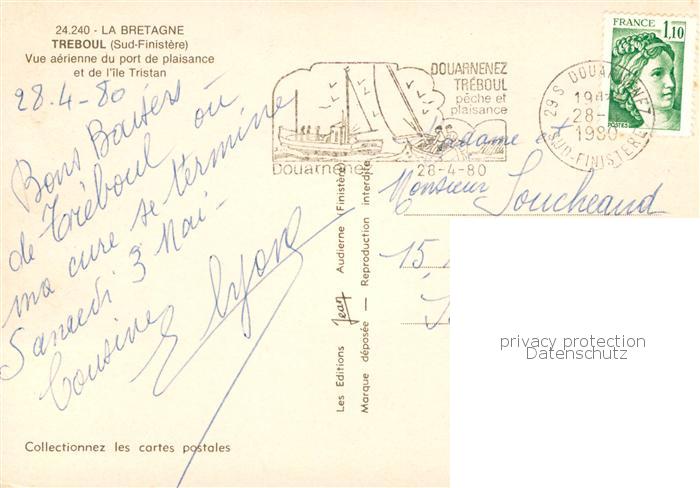 24.240 - LA BRETAGNE
TREBOUL (Sud-Finistère)
Vue aérienne du port de plaisance
et de l'île Tristan
28.4-80
Bons Baisers
de Tréboul où
ma cure se termine
Samedi 3 Mai -
Cousine
Collectionnez les cartes postales
Les Editions Jean Audierne (Finistère)
Marque déposée — Reproduction interdite
DOUARNENEZ
TRÉBOUL
pêche et
plaisance
Douarnenez
28-4-80
29 S DOUARNENEZ
28-
1980
SUD-FINISTERE
FRANCE
1,10
POSTES
Madame et
Monsieur Soucheaud
15,
privacy protection
Datenschutz